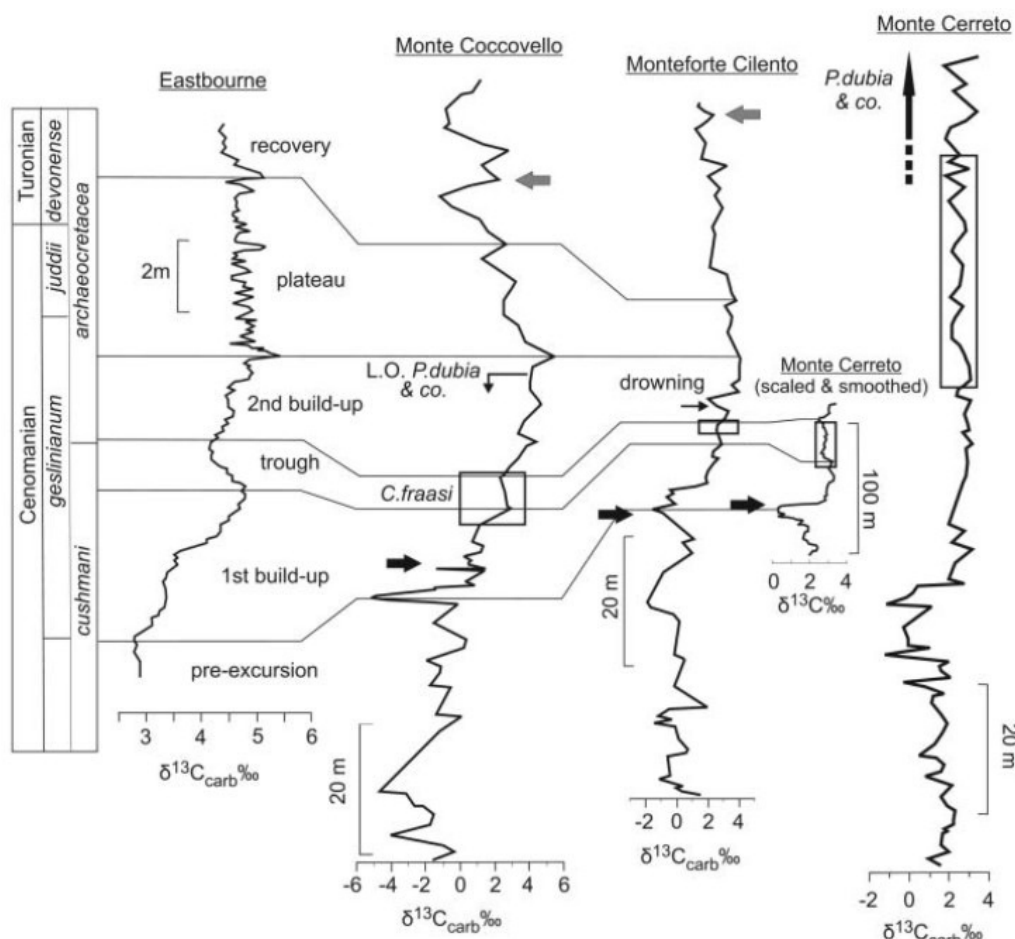 Monte Cerreto
Monte Coccovello
Monteforte Cilento
Eastbourne
P.dubia
& co.
Turonian
devonense
recovery
juddii
archaeocretacea
2m
plateau
L.O. P.dubia
& co.
drowning
Monte Cerreto
(scaled & smoothed)
Cenomanian
geslinianum
2nd build-up
trough
C.fraasi
100 m
cushmani
1st build-up
20 m
0 2 4
δ13C‰
pre-excursion
3 4 5 6
δ13Ccarb‰
20 m
20 m
-2 0 2 4
δ13Ccarb‰
-6 -4 -2 0 2 4 6
δ13Ccarb‰
-2 0 2 4
δ13Ccarb‰